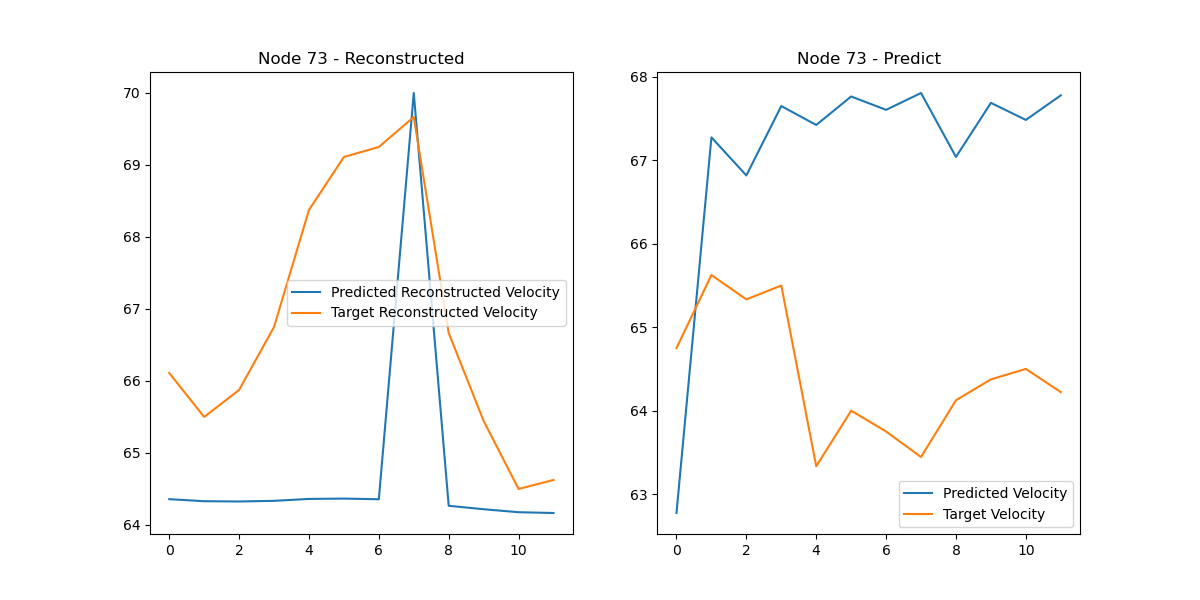 Node 73 - Reconstructed
70
69
68
67
66
65
64
0 2 4 6 8 10
Predicted Reconstructed Velocity
Target Reconstructed Velocity
Node 73 - Predict
68
67
66
65
64
63
0 2 4 6 8 10
Predicted Velocity
Target Velocity